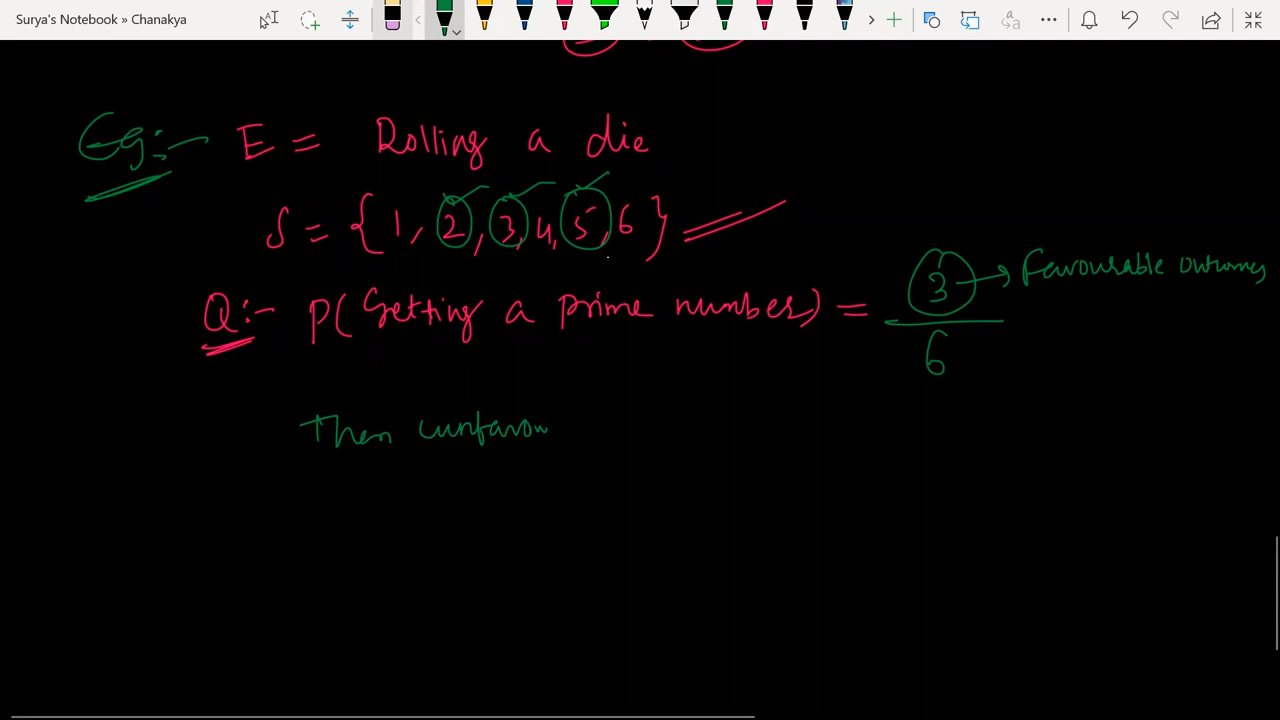 Surya's Notebook » Chanakya
Eg:- E = Rolling a die
S = {1, 2, 3, 4, 5, 6}
Q:- P(Getting a prime number) = 3/6 → Favourable outcomes
Then unfavou